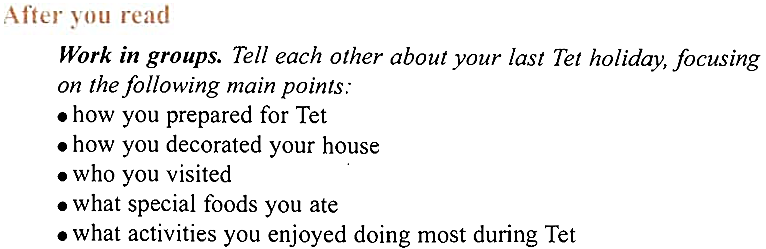 After you read
Work in groups. Tell each other about your last Tet holiday, focusing
on the following main points:
• how you prepared for Tet
• how you decorated your house
• who you visited
• what special foods you ate
• what activities you enjoyed doing most during Tet